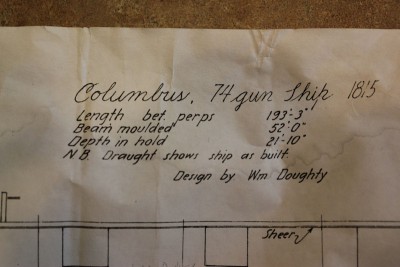 Columbus, 74 gun Ship 1815
Length bet. perps 193'-3"
Beam moulded 52'-0"
Depth in hold 21'-10"
N.B. Draught shows ship as built.
Design by Wm Doughty
Sheer